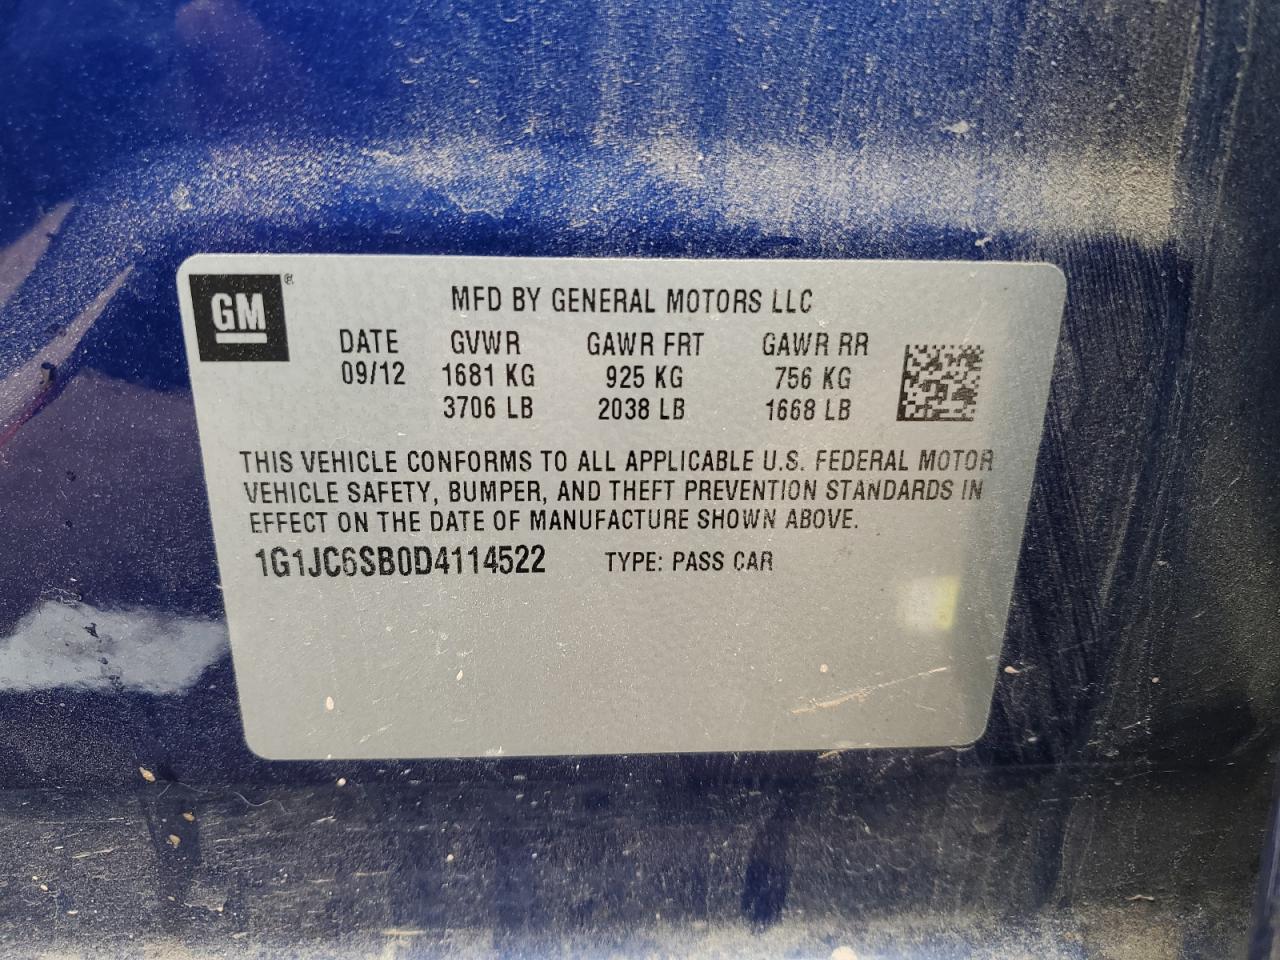 GM ®
MFD BY GENERAL MOTORS LLC
DATE GVWR GAWR FRT GAWR RR
09/12 1681 KG 925 KG 756 KG
3706 LB 2038 LB 1668 LB
THIS VEHICLE CONFORMS TO ALL APPLICABLE U.S. FEDERAL MOTOR
VEHICLE SAFETY, BUMPER, AND THEFT PREVENTION STANDARDS IN
EFFECT ON THE DATE OF MANUFACTURE SHOWN ABOVE.
1G1JC6SB0D4114522 TYPE: PASS CAR